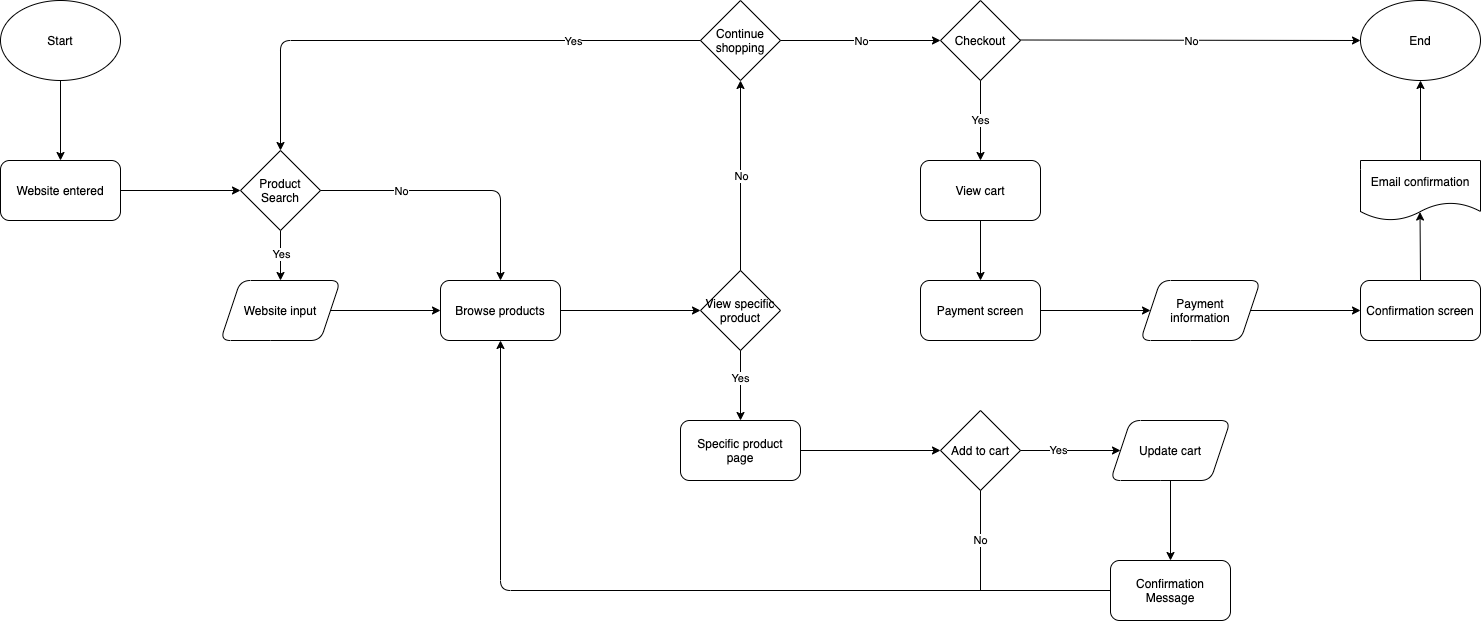 Start
Yes
Continue
shopping
No
Checkout
No
End
Yes
Website entered
Product
Search
No
No
View cart
Email confirmation
Yes
Website input
Browse products
View specific
product
Payment screen
Payment
information
Confirmation screen
Yes
Specific product
page
Add to cart
Yes
Update cart
No
Confirmation
Message